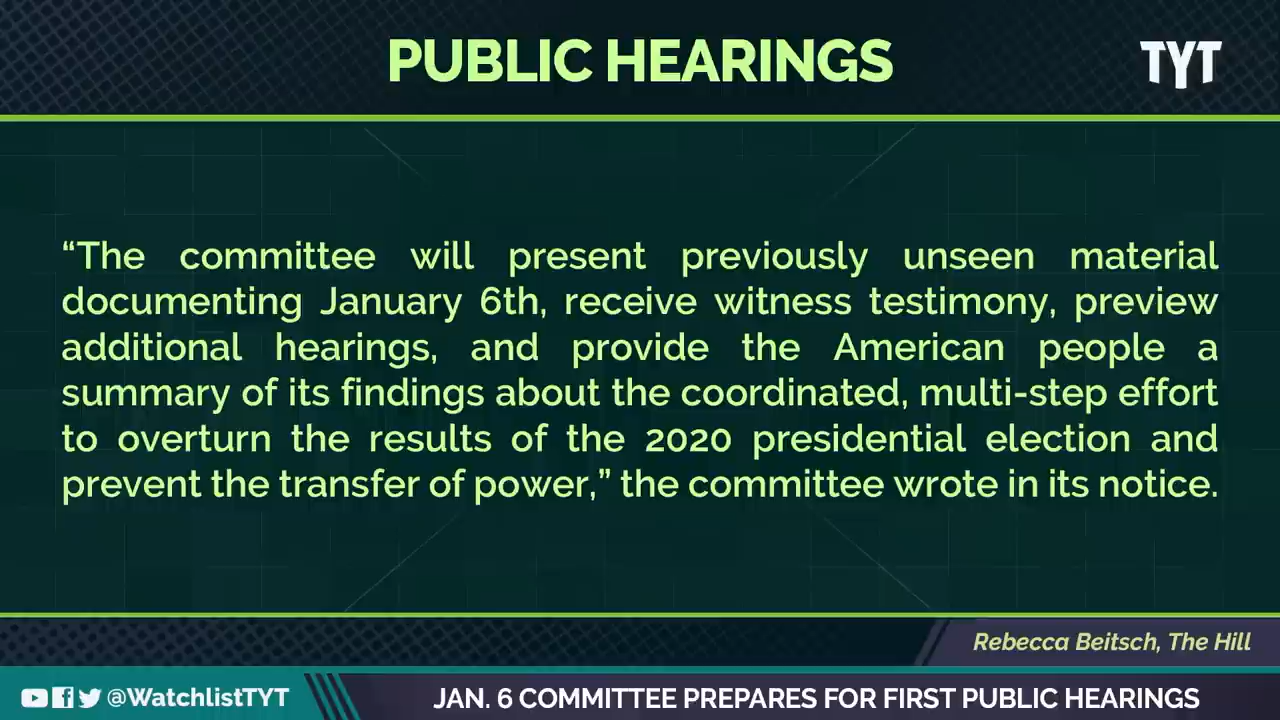 PUBLIC HEARINGS
TYT
“The committee will present previously unseen material
documenting January 6th, receive witness testimony, preview
additional hearings, and provide the American people a
summary of its findings about the coordinated, multi-step effort
to overturn the results of the 2020 presidential election and
prevent the transfer of power,” the committee wrote in its notice.
Rebecca Beitsch, The Hill
@WatchlistTYT
JAN. 6 COMMITTEE PREPARES FOR FIRST PUBLIC HEARINGS